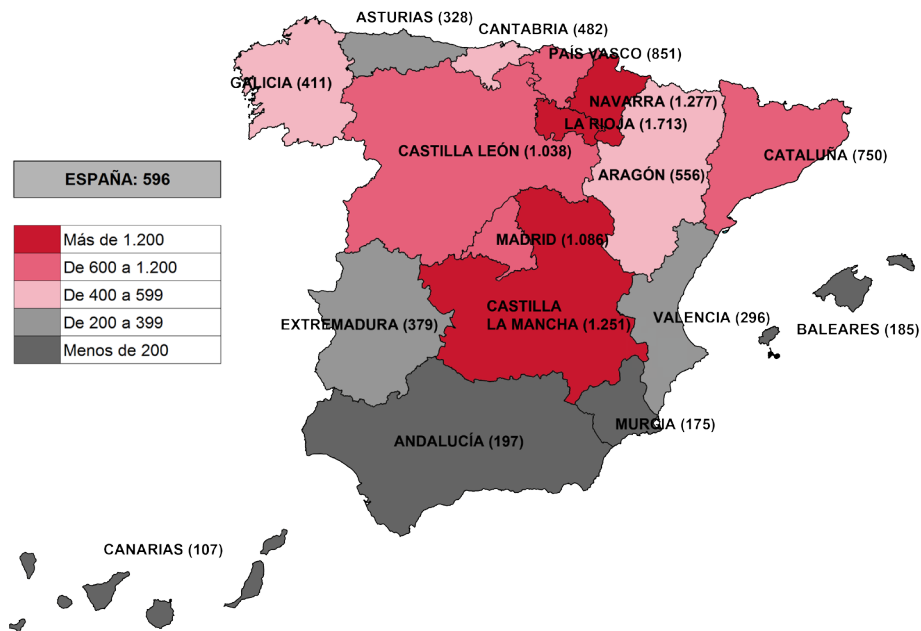 ASTURIAS (328)
CANTABRIA (482)
PAÍS VASCO (851)
GALICIA (411)
NAVARRA (1.277)
LA RIOJA (1.713)
CASTILLA LEÓN (1.038)
CATALUÑA (750)
ARAGÓN (556)
ESPAÑA: 596
Más de 1.200
De 600 a 1.200
De 400 a 599
De 200 a 399
Menos de 200
MADRID (1.086)
CASTILLA
LA MANCHA (1.251)
EXTREMADURA (379)
VALENCIA (296)
BALEARES (185)
MURCIA (175)
ANDALUCÍA (197)
CANARIAS (107)